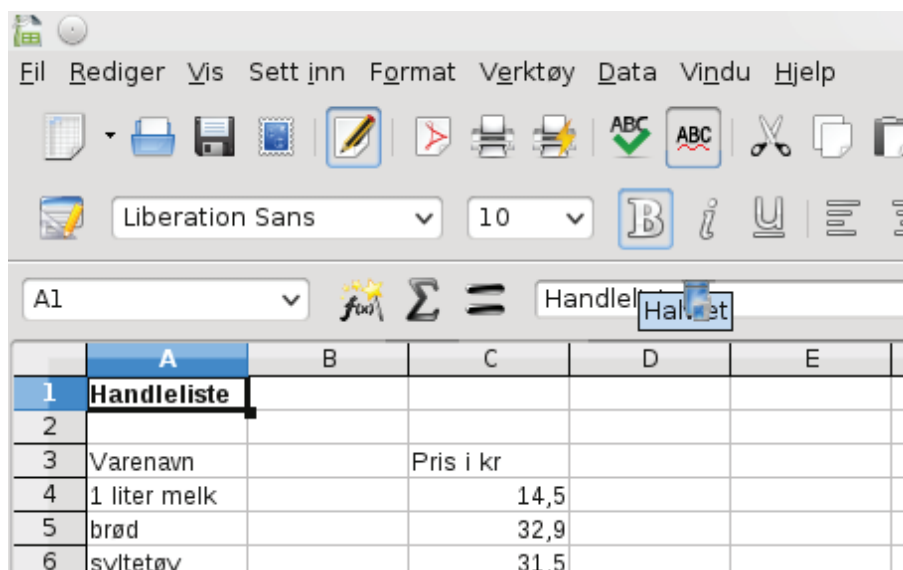 Fil Rediger Vis Sett inn Format Verktøy Data Vindu Hjelp
ABC ABC
Liberation Sans 10 B i U
A1 f(x) Σ =
A B C D E
1 Handleliste
2
3 Varenavn Pris i kr
4 1 liter melk 14,5
5 brød 32,9
6 syltetøy 31,5